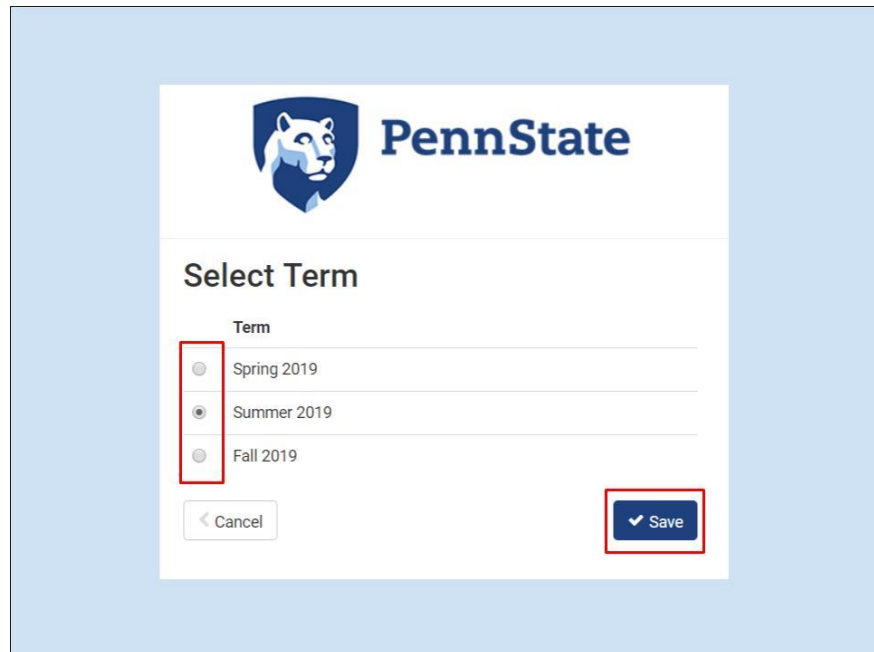 PennState
Select Term
Term
Spring 2019
Summer 2019
Fall 2019
Cancel
Save